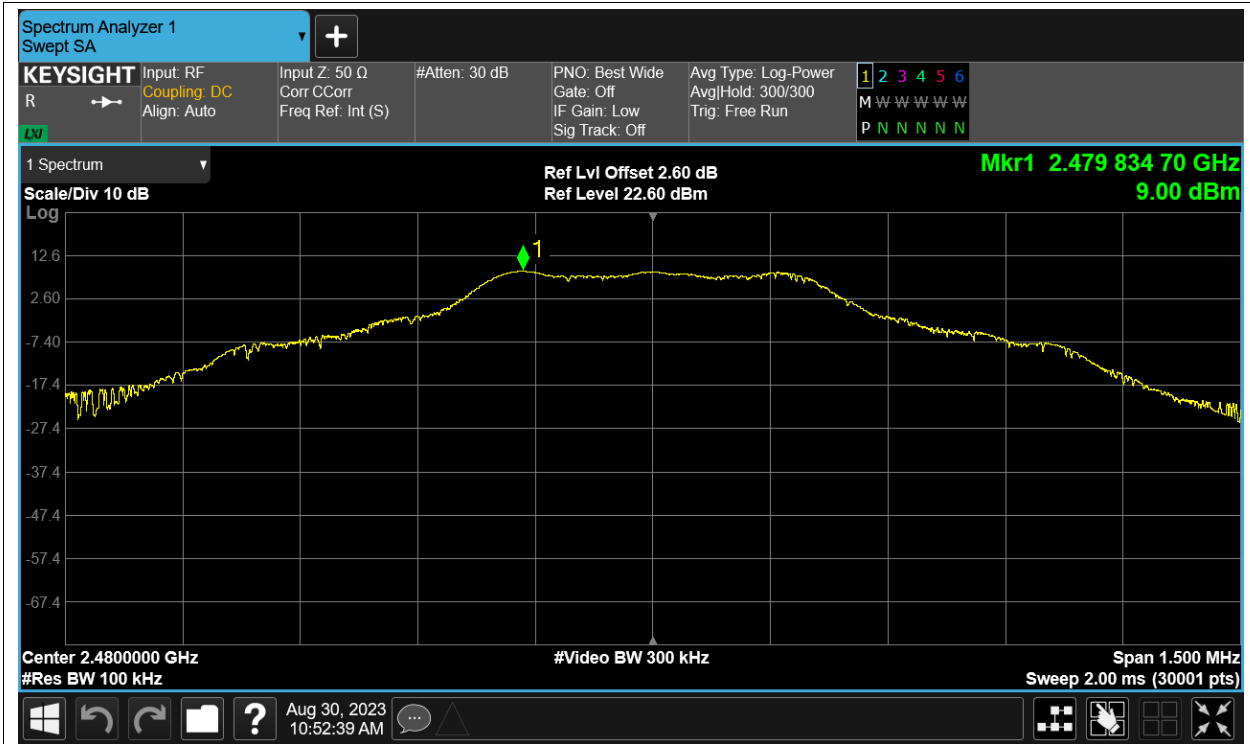 Spectrum Analyzer 1
Swept SA
KEYSIGHT
R
LXI
Input: RF
Coupling: DC
Align: Auto
Input Z: 50 Ω
Corr CCorr
Freq Ref: Int (S)
#Atten: 30 dB
PNO: Best Wide
Gate: Off
IF Gain: Low
Sig Track: Off
Avg Type: Log-Power
Avg|Hold: 300/300
Trig: Free Run
1 2 3 4 5 6
M W W W W W
P N N N N N
1 Spectrum
Scale/Div 10 dB
Log
Ref Lvl Offset 2.60 dB
Ref Level 22.60 dBm
Mkr1 2.479 834 70 GHz
9.00 dBm
1
12.6
2.60
-7.40
-17.4
-27.4
-37.4
-47.4
-57.4
-67.4
Center 2.4800000 GHz
#Video BW 300 kHz
Span 1.500 MHz
#Res BW 100 kHz
Sweep 2.00 ms (30001 pts)
?
Aug 30, 2023
10:52:39 AM